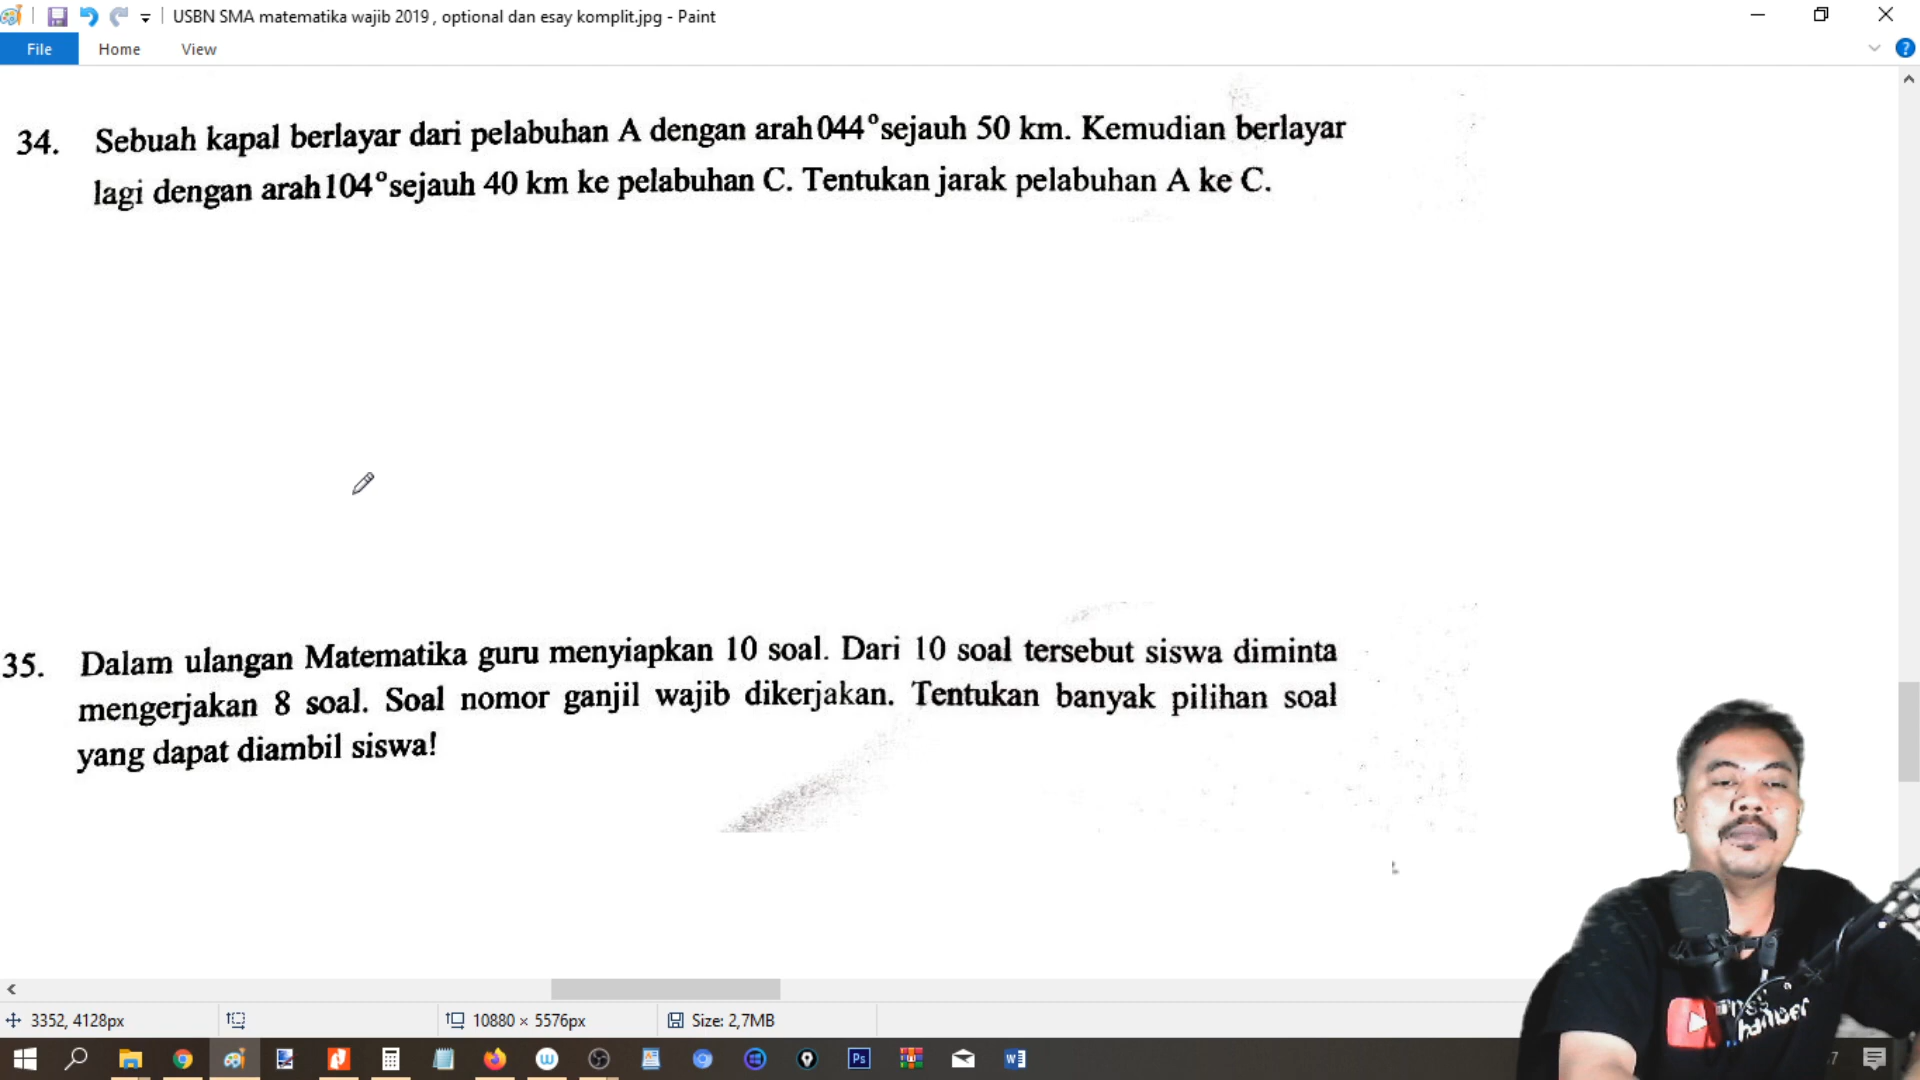 USBN SMA matematika wajib 2019 , optional dan esay komplit.jpg - Paint
File Home View
34. Sebuah kapal berlayar dari pelabuhan A dengan arah 044° sejauh 50 km. Kemudian berlayar
lagi dengan arah 104° sejauh 40 km ke pelabuhan C. Tentukan jarak pelabuhan A ke C.
35. Dalam ulangan Matematika guru menyiapkan 10 soal. Dari 10 soal tersebut siswa diminta
mengerjakan 8 soal. Soal nomor ganjil wajib dikerjakan. Tentukan banyak pilihan soal
yang dapat diambil siswa!
3352, 4128px
10880 × 5576px
Size: 2,7MB
Ps